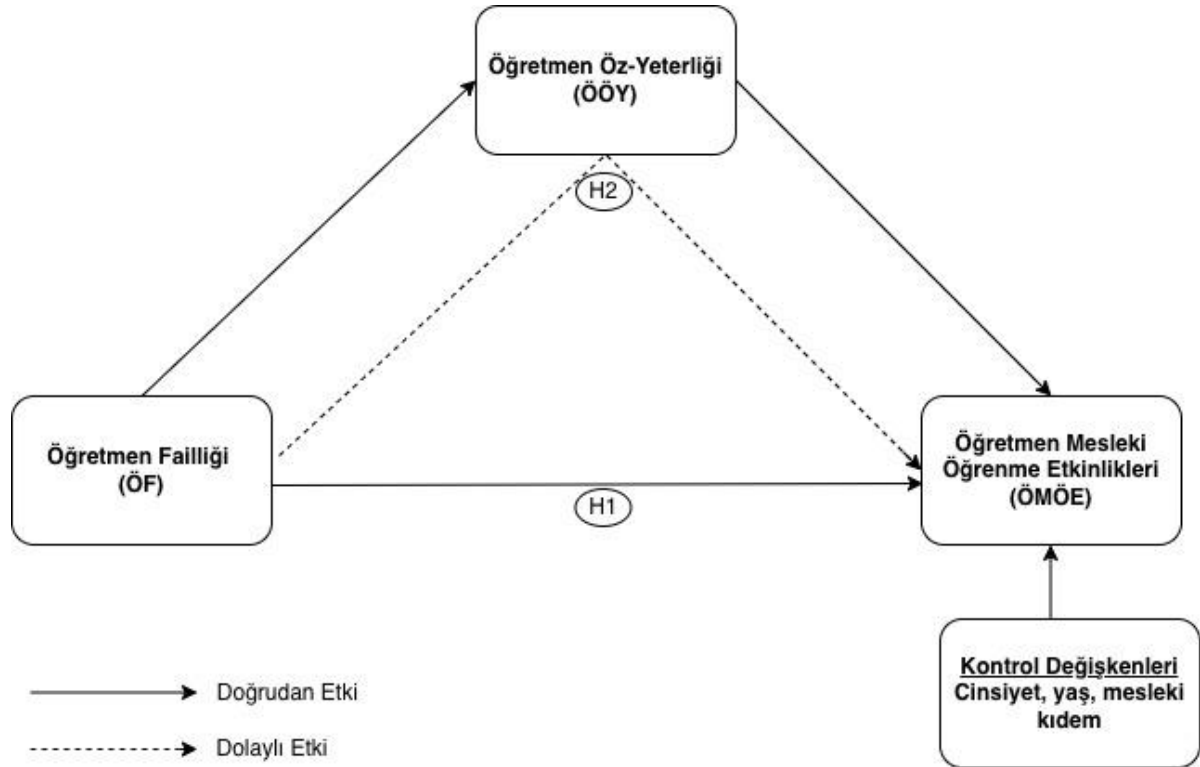 Öğretmen Öz-Yeterliği
(ÖÖY)
H2
Öğretmen Failliği
(ÖF)
Öğretmen Mesleki
Öğrenme Etkinlikleri
(ÖMÖE)
H1
Kontrol Değişkenleri
Cinsiyet, yaş, mesleki
kıdem
Doğrudan Etki
Dolaylı Etki